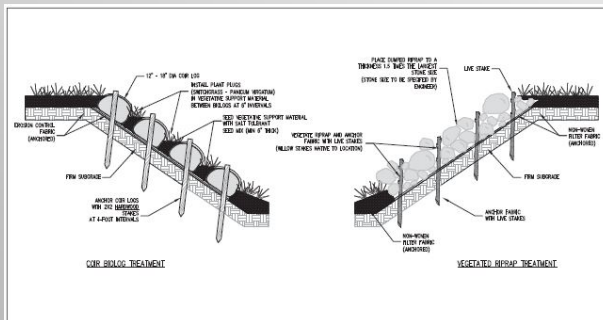 12" - 18" DIA COIR LOG
INSTALL PLANT PLUGS
(SWITCHGRASS - PANICUM VIRGATUM)
IN VEGETATIVE SUPPORT MATERIAL
BETWEEN BIOLOGS AT 6" INTERVALS
SEED VEGETATIVE SUPPORT MATERIAL
WITH SALT TOLERANT
SEED MIX (MIN 6" THICK)
EROSION CONTROL
FABRIC
(ANCHORED)
FIRM SUBGRADE
ANCHOR COIR LOGS
WITH 2X2 HARDWOOD
STAKES
AT 4-FOOT INTERVALS
COIR BIOLOG TREATMENT
PLACE DUMPED RIPRAP TO A
THICKNESS 1.5 TIMES THE LARGEST
STONE SIZE
(STONE SIZE TO BE SPECIFIED BY
ENGINEER)
LIVE STAKE
VEGETATE RIPRAP AND ANCHOR
FABRIC WITH LIVE STAKES
(WILLOW STAKES NATIVE TO LOCATION)
NON-WOVEN
FILTER FABRIC
(ANCHORED)
FIRM SUBGRADE
ANCHOR FABRIC
WITH LIVE STAKES
NON-WOVEN
FILTER FABRIC
(ANCHORED)
VEGETATED RIPRAP TREATMENT